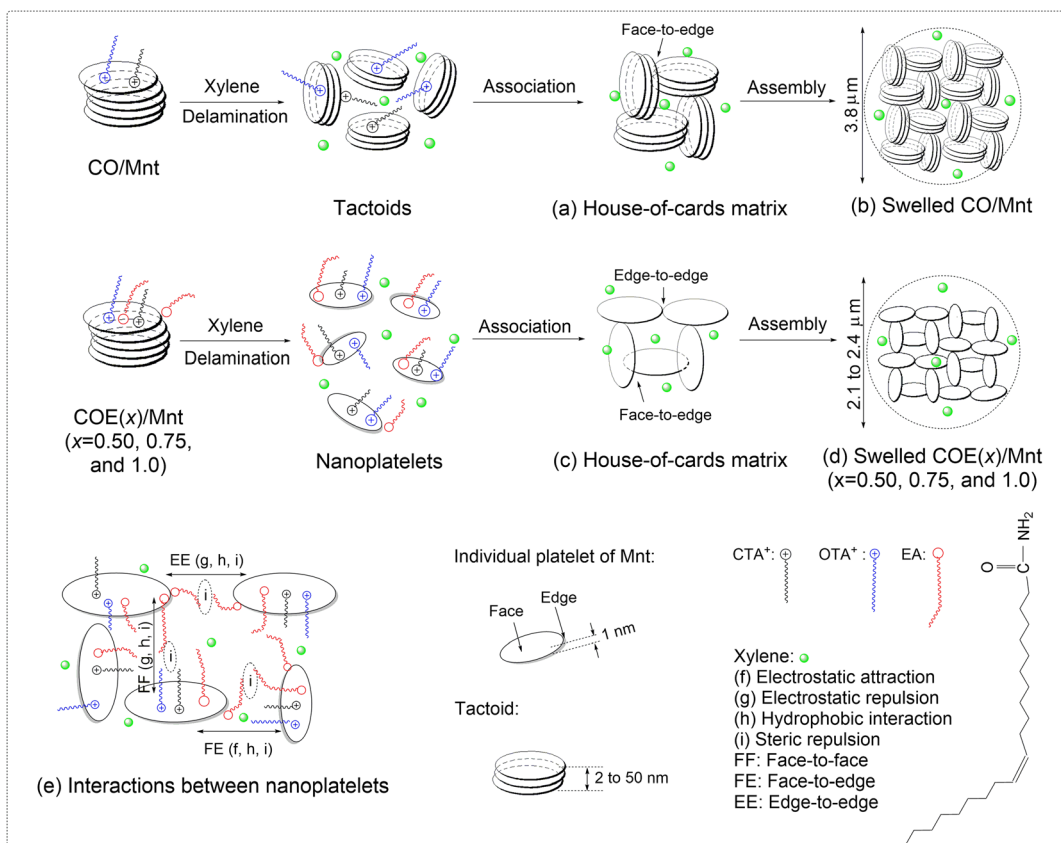 CO/Mnt
Xylene
Delamination
Tactoids
Association
Face-to-edge
(a) House-of-cards matrix
Assembly
3.8 μm
(b) Swelled CO/Mnt
COE(x)/Mnt
(x=0.50, 0.75,
and 1.0)
Xylene
Delamination
Nanoplatelets
Association
Edge-to-edge
Face-to-edge
(c) House-of-cards matrix
Assembly
2.1 to 2.4 μm
(d) Swelled COE(x)/Mnt
(x=0.50, 0.75, and 1.0)
EE (g, h, i)
i
FF (g, h, i)
i
i
FE (f, h, i)
(e) Interactions between nanoplatelets
Individual platelet of Mnt:
Face
Edge
1 nm
Tactoid:
2 to 50 nm
CTA⁺:
OTA⁺:
EA:
Xylene:
(f) Electrostatic attraction
(g) Electrostatic repulsion
(h) Hydrophobic interaction
(i) Steric repulsion
FF: Face-to-face
FE: Face-to-edge
EE: Edge-to-edge
O=C–NH₂